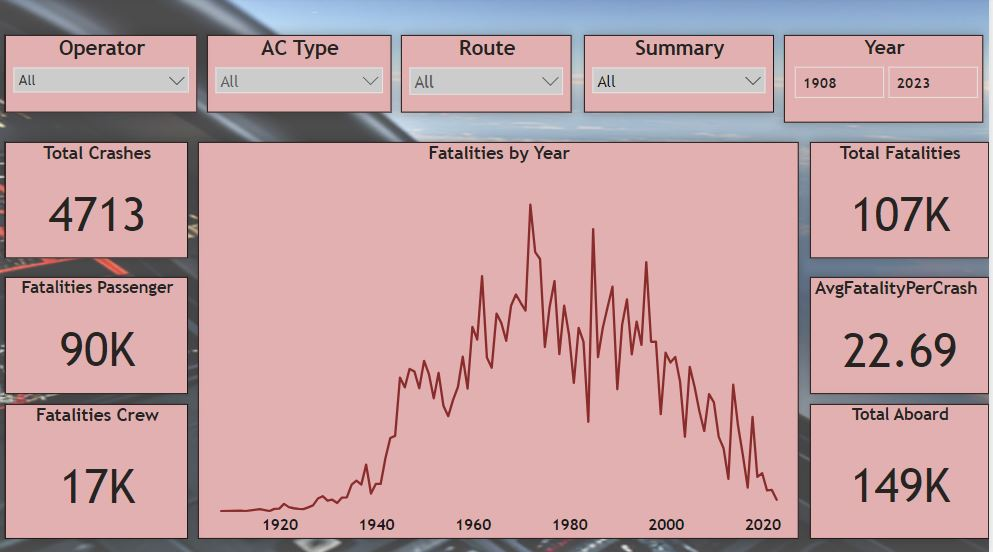 Operator
All
AC Type
All
Route
All
Summary
All
Year
1908
2023
Total Crashes
4713
Fatalities Passenger
90K
Fatalities Crew
17K
Fatalities by Year
1920
1940
1960
1980
2000
2020
Total Fatalities
107K
AvgFatalityPerCrash
22.69
Total Aboard
149K